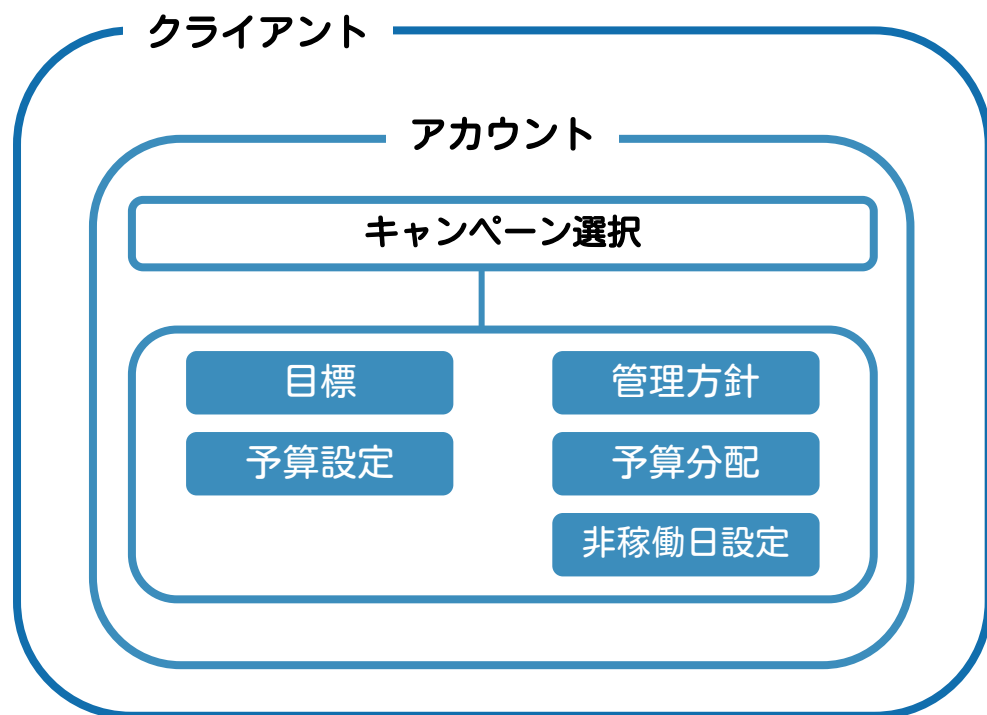 クライアント
アカウント
キャンペーン選択
目標
管理方針
予算設定
予算分配
非稼働日設定